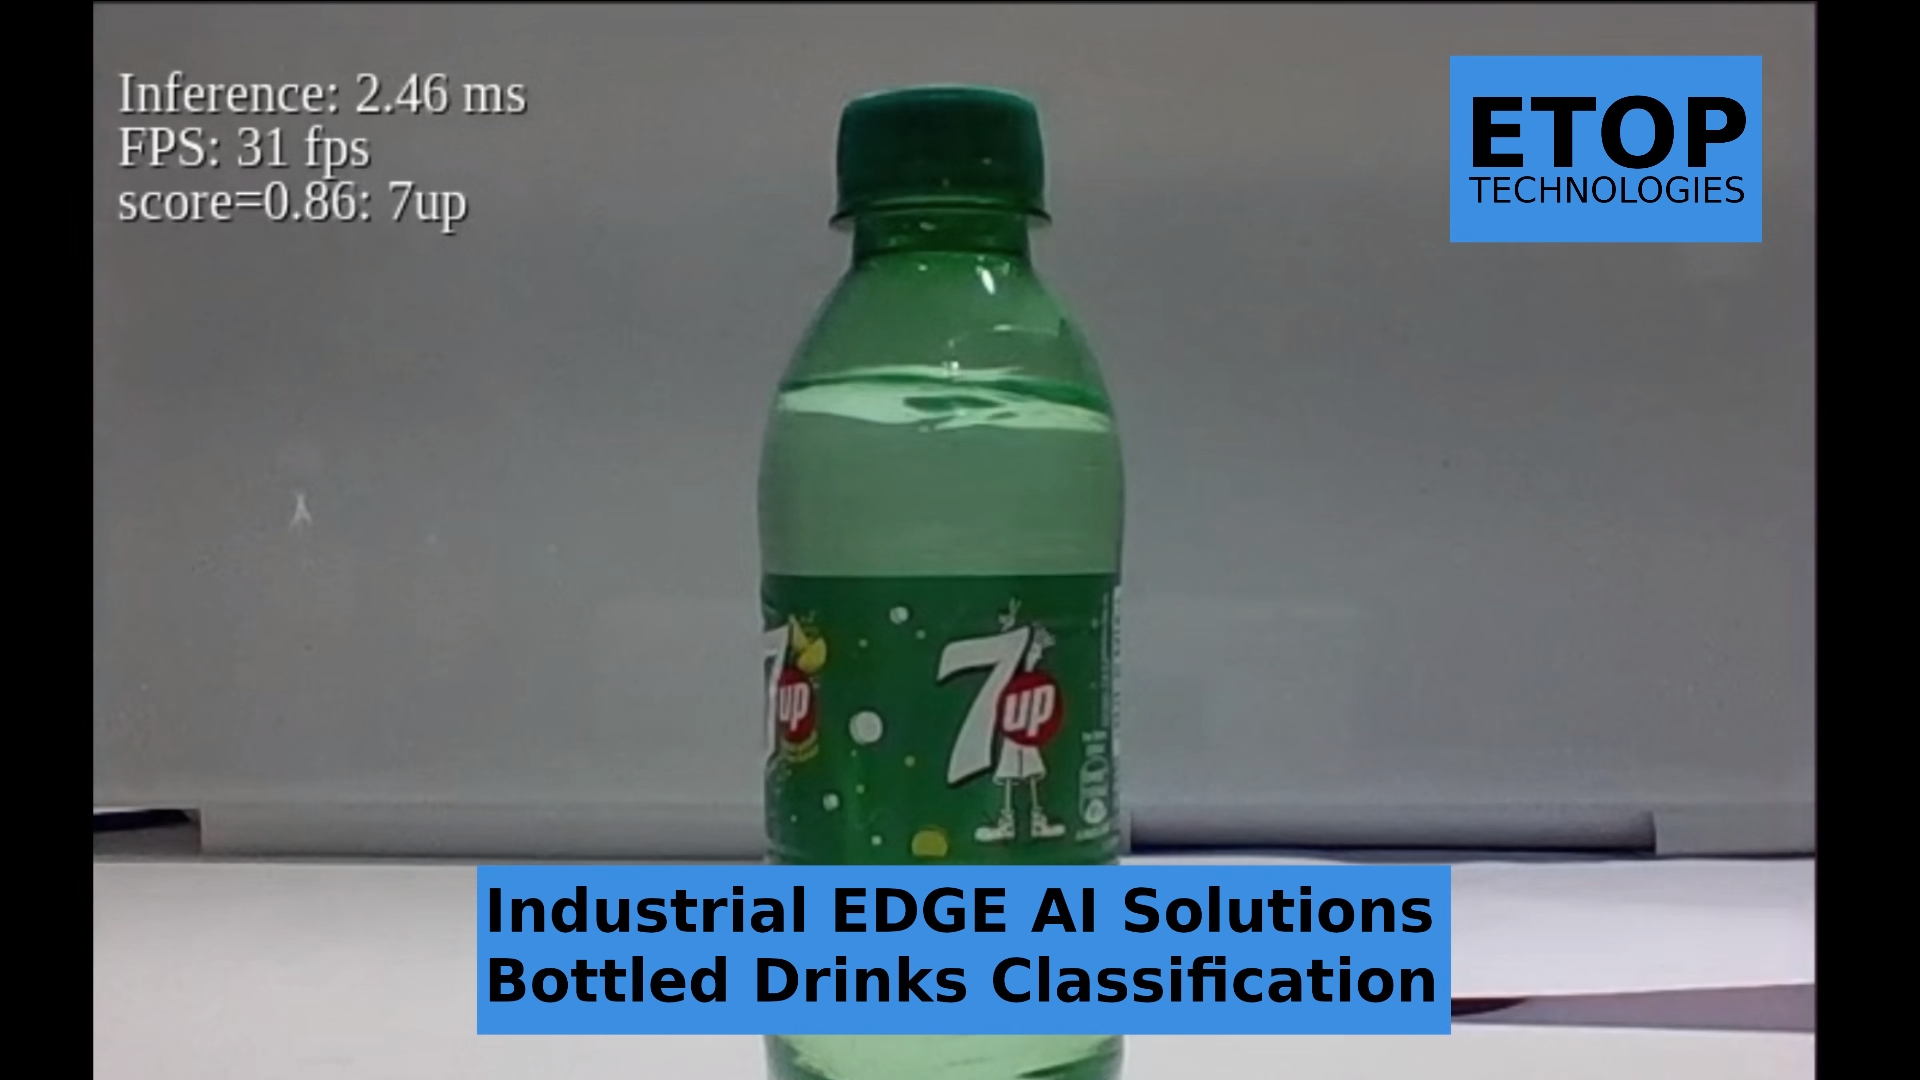 Inference: 2.46 ms
FPS: 31 fps
score=0.86: 7up
ETOP
TECHNOLOGIES
7up
7up
Industrial EDGE AI Solutions
Bottled Drinks Classification